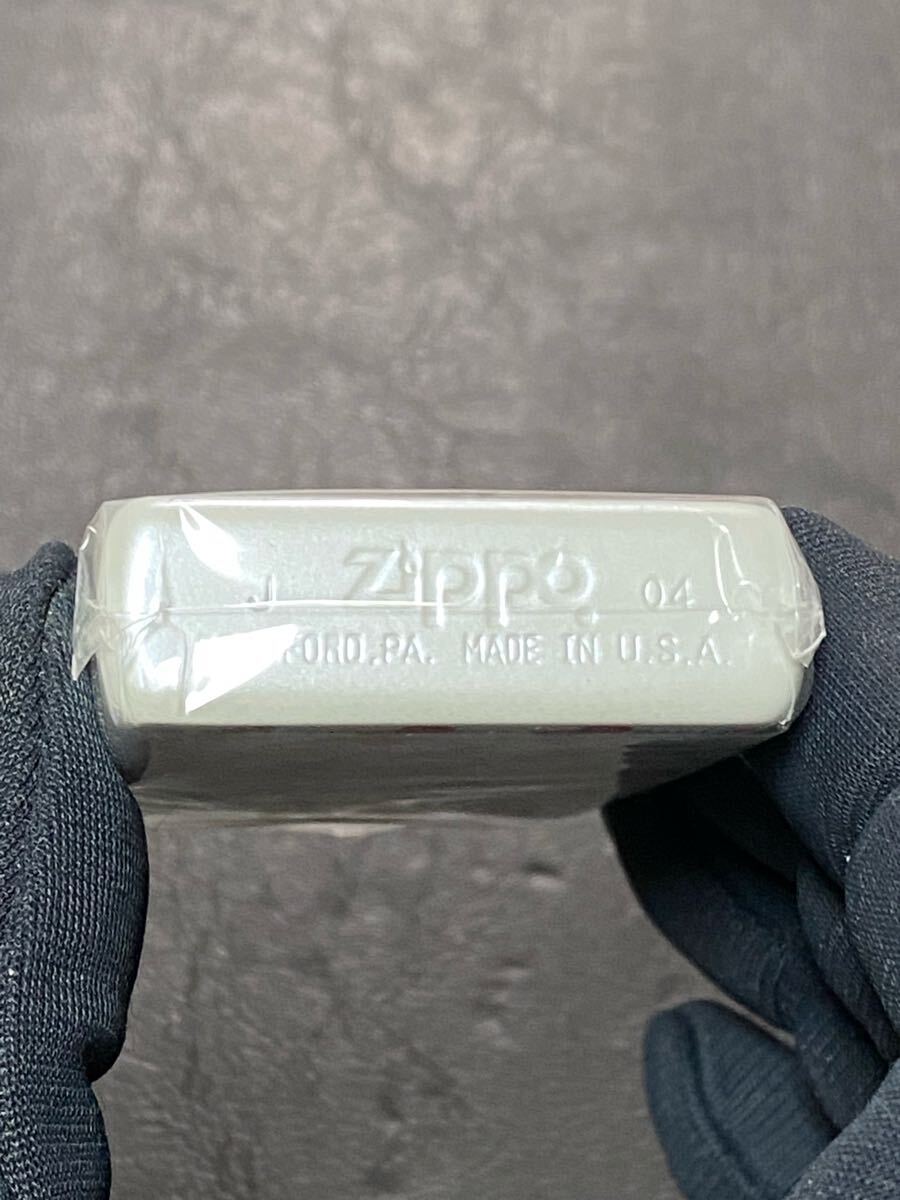 J Zippo 04
FORD, PA. MADE IN U.S.A.